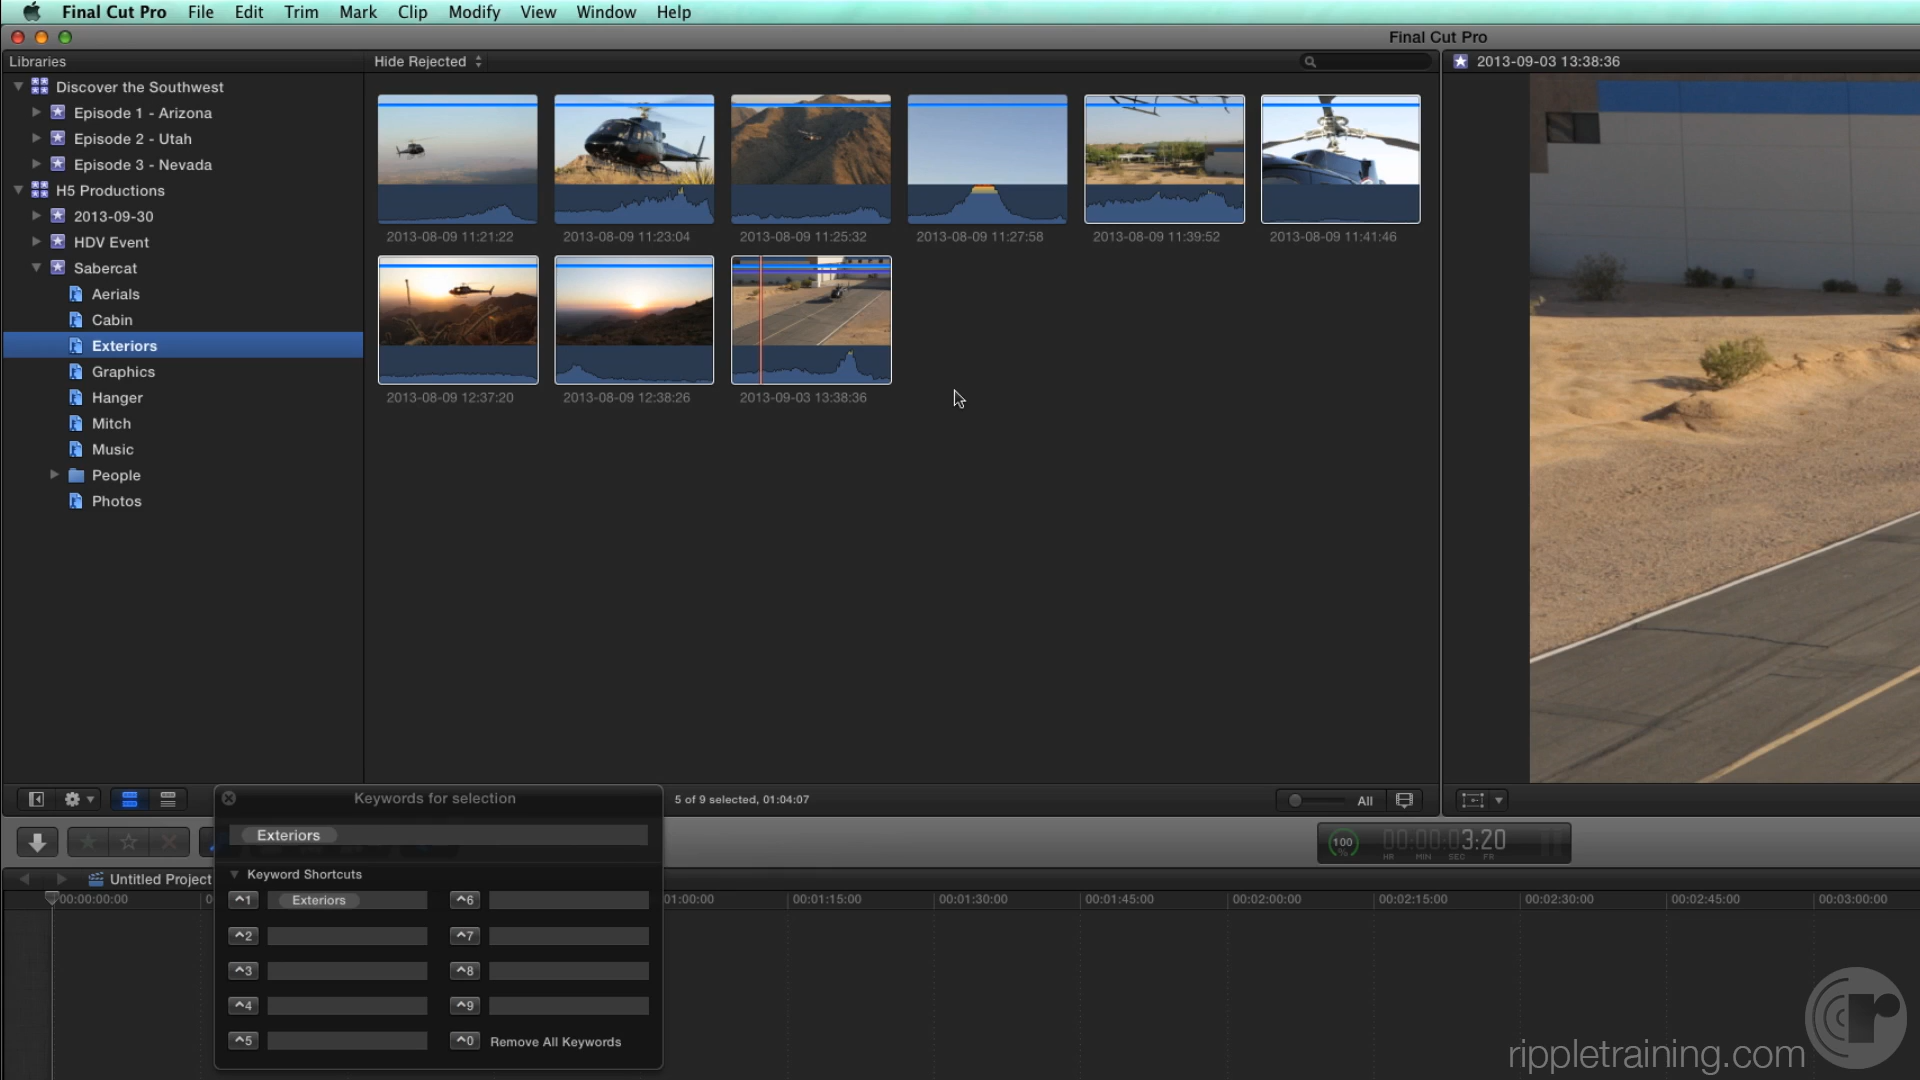 Final Cut Pro File Edit Trim Mark Clip Modify View Window Help
Final Cut Pro
Libraries
Hide Rejected
2013-09-03 13:38:36
Discover the Southwest
Episode 1 - Arizona
Episode 2 - Utah
Episode 3 - Nevada
H5 Productions
2013-09-30
HDV Event
Sabercat
Aerials
Cabin
Exteriors
Graphics
Hanger
Mitch
Music
People
Photos
2013-08-09 11:21:22
2013-08-09 11:23:04
2013-08-09 11:25:32
2013-08-09 11:27:58
2013-08-09 11:39:52
2013-08-09 11:41:46
2013-08-09 12:37:20
2013-08-09 12:38:26
2013-09-03 13:38:36
5 of 9 selected, 01:04:07
All
Keywords for selection
Exteriors
Keyword Shortcuts
^1 Exteriors ^6
^2 ^7
^3 ^8
^4 ^9
^5 ^0 Remove All Keywords
100 % 00:00:03:20
HR MIN SEC FR
Untitled Project
00:00:00:00
01:00:00
00:01:15:00
00:01:30:00
00:01:45:00
00:02:00:00
00:02:15:00
00:02:30:00
00:02:45:00
00:03:00:00
rippletraining.com